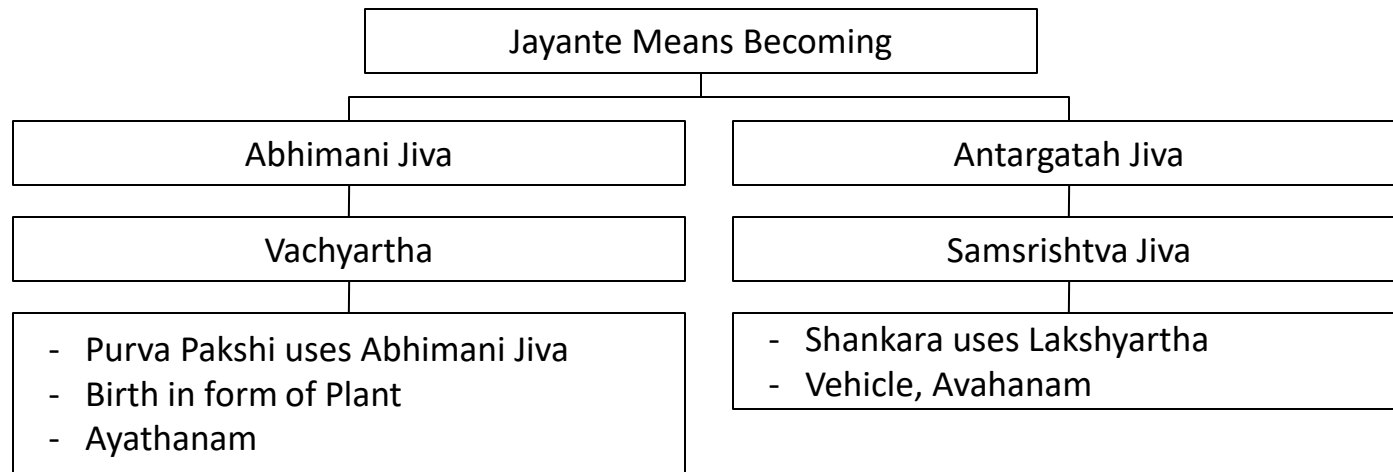 Jayante Means Becoming
Abhimani Jiva
Vachyartha
- Purva Pakshi uses Abhimani Jiva
- Birth in form of Plant
- Ayathanam
Antargatah Jiva
Samsrishtva Jiva
- Shankara uses Lakshyartha
- Vehicle, Avahanam